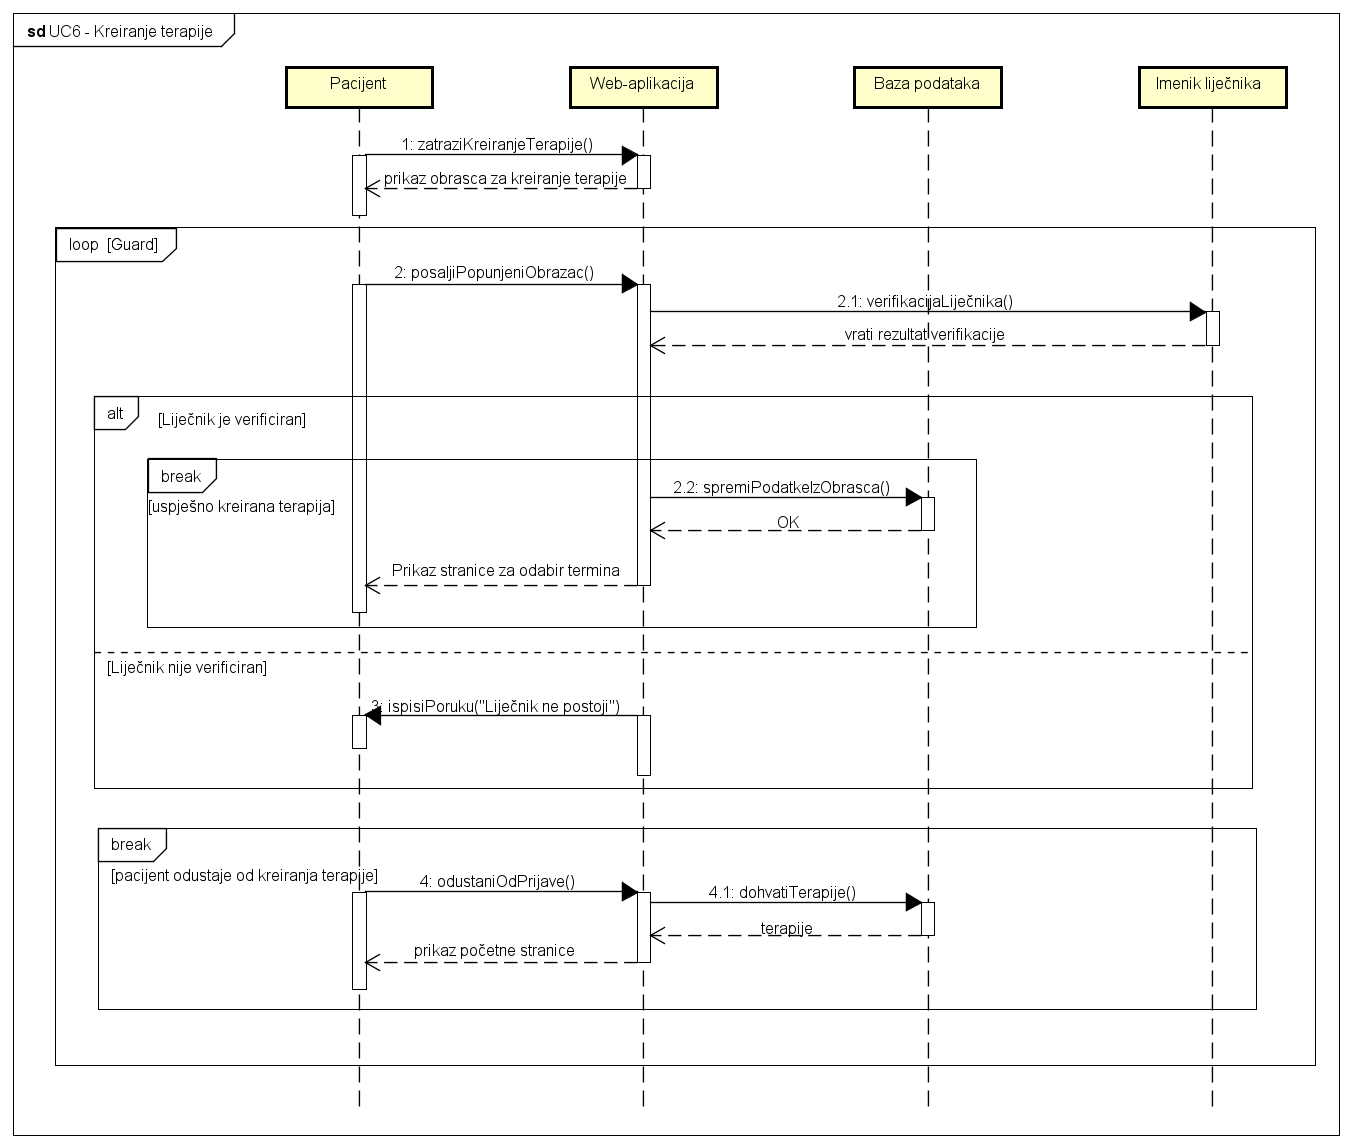 sd UC6 - Kreiranje terapije
Pacijent
Web-aplikacija
Baza podataka
Imenik liječnika
1: zatraziKreiranjeTerapije()
prikaz obrasca za kreiranje terapije
loop [Guard]
2: posaljiPopunjeniObrazac()
2.1: verifikacijaLiječnika()
vrati rezultat verifikacije
alt
[Liječnik je verificiran]
break
2.2: spremiPodatkeIzObrasca()
[uspješno kreirana terapija]
OK
Prikaz stranice za odabir termina
[Liječnik nije verificiran]
3: ispisiPoruku("Liječnik ne postoji")
break
[pacijent odustaje od kreiranja terapije]
4: odustaniOdPrijave()
4.1: dohvatiTerapije()
terapije
prikaz početne stranice